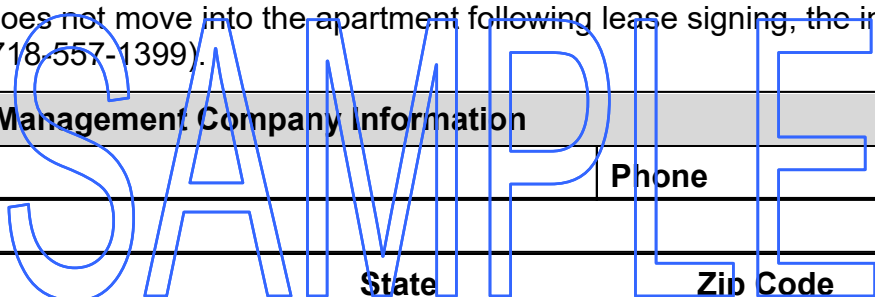 oes not move into the apartment following lease signing, the in
718-557-1399).
Management Company Information
Phone
State Zip Code
SAMPLE